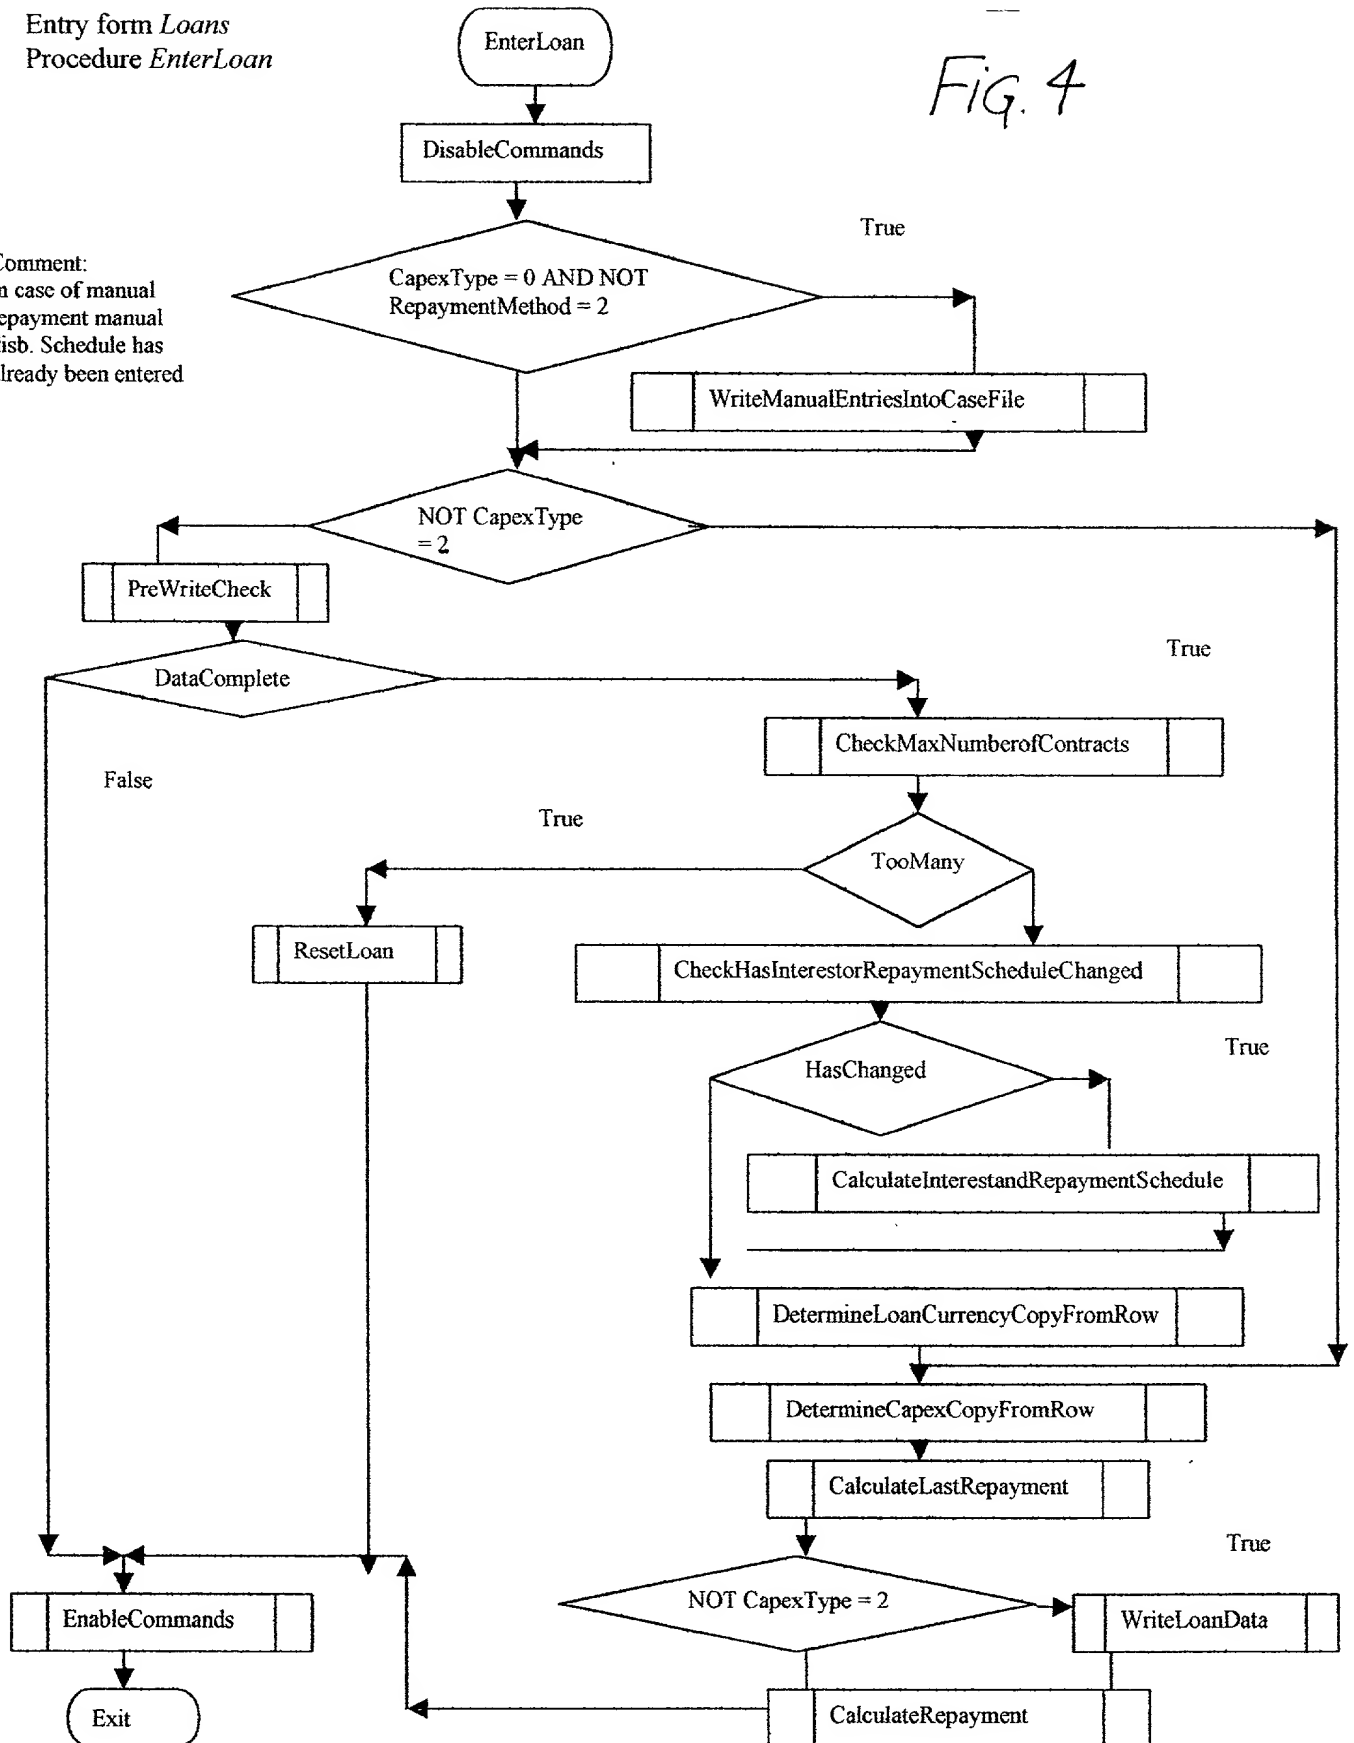 Entry form Loans
Procedure EnterLoan
EnterLoan
FiG. 4
DisableCommands
True
CapexType = 0 AND NOT
RepaymentMethod = 2
Comment:
n case of manual
epayment manual
isb. Schedule has
lready been entered
WriteManualEntriesIntoCaseFile
NOT CapexType
= 2
PreWriteCheck
DataComplete
True
CheckMaxNumberofContracts
False
True
TooMany
ResetLoan
CheckHasInterestorRepaymentScheduleChanged
True
HasChanged
CalculateInterestandRepaymentSchedule
DetermineLoanCurrencyCopyFromRow
DetermineCapexCopyFromRow
CalculateLastRepayment
True
NOT CapexType = 2
WriteLoanData
EnableCommands
CalculateRepayment
Exit